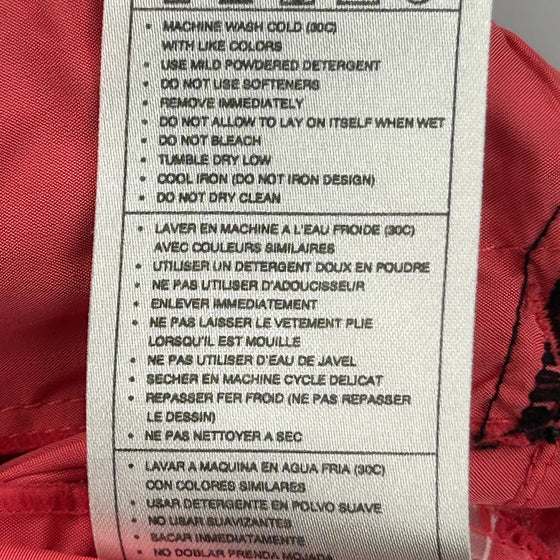 • MACHINE WASH COLD (30C)
WITH LIKE COLORS
• USE MILD POWDERED DETERGENT
• DO NOT USE SOFTENERS
• REMOVE IMMEDIATELY
• DO NOT ALLOW TO LAY ON ITSELF WHEN WET
• DO NOT BLEACH
• TUMBLE DRY LOW
• COOL IRON (DO NOT IRON DESIGN)
• DO NOT DRY CLEAN
• LAVER EN MACHINE A L'EAU FROIDE (30C)
AVEC COULEURS SIMILAIRES
• UTILISER UN DETERGENT DOUX EN POUDRE
• NE PAS UTILISER D'ADOUCISSEUR
• ENLEVER IMMEDIATEMENT
• NE PAS LAISSER LE VETEMENT PLIE
LORSQU'IL EST MOUILLE
• NE PAS UTILISER D'EAU DE JAVEL
• SECHER EN MACHINE CYCLE DELICAT
• REPASSER FER FROID (NE PAS REPASSER
LE DESSIN)
• NE PAS NETTOYER A SEC
• LAVAR A MAQUINA EN AGUA FRIA (30C)
CON COLORES SIMILARES
• USAR DETERGENTE EN POLVO SUAVE
• NO USAR SUAVIZANTES
• SACAR INMEDIATAMENTE
• NO DOBLAR PRENDA MOJADA